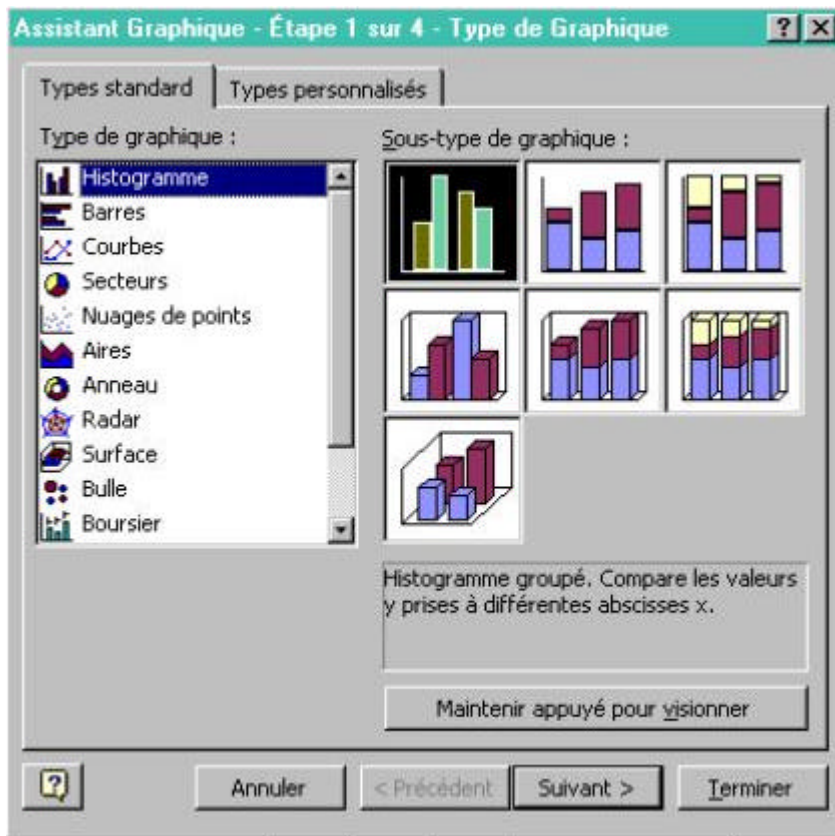 Assistant Graphique - Étape 1 sur 4 - Type de Graphique
Types standard
Types personnalisés
Type de graphique :
Histogramme
Barres
Courbes
Secteurs
Nuages de points
Aires
Anneau
Radar
Surface
Bulle
Boursier
Sous-type de graphique :
Histogramme groupé. Compare les valeurs
y prises à différentes abscisses x.
Maintenir appuyé pour visionner
Annuler
< Précédent
Suivant >
Terminer